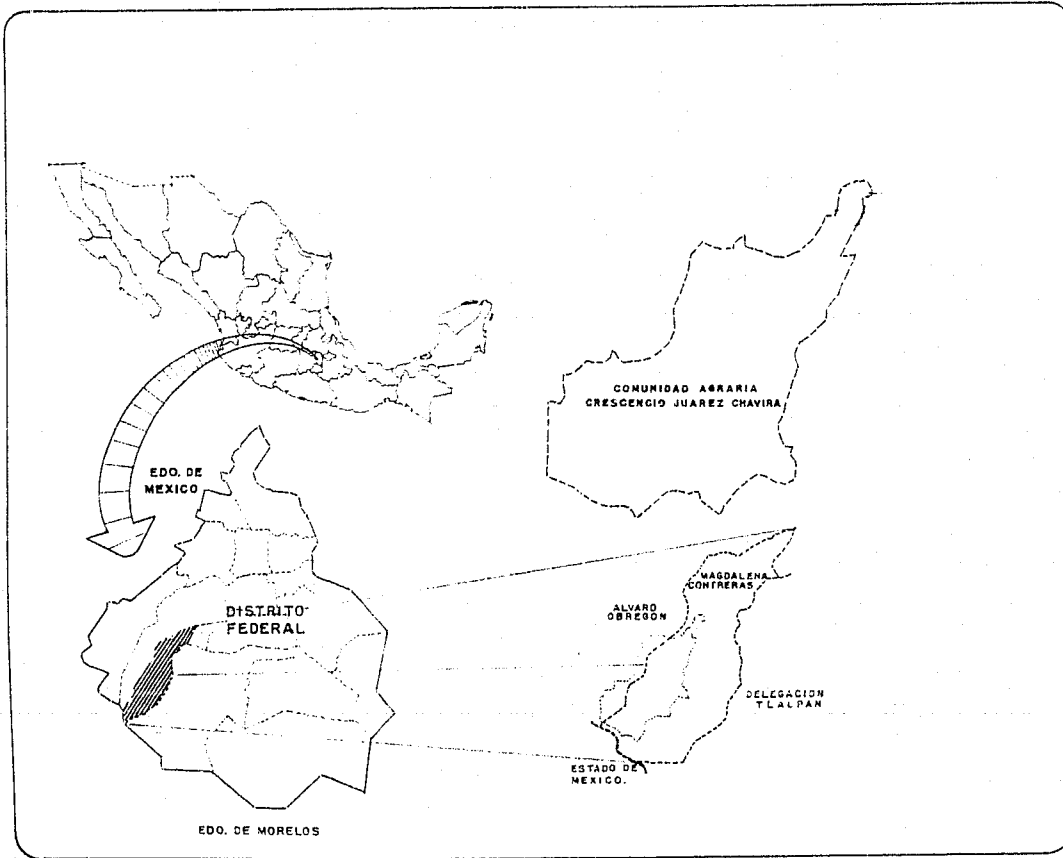 COMUNIDAD AGRARIA
CRESCENCIO JUAREZ CHAVIRA
EDO. DE
MEXICO
DISTRITO
FEDERAL
MAGDALENA
CONTRERAS
ALVARO
OBREGON
DELEGACION
TLALPAN
ESTADO DE
MEXICO.
EDO. DE MORELOS